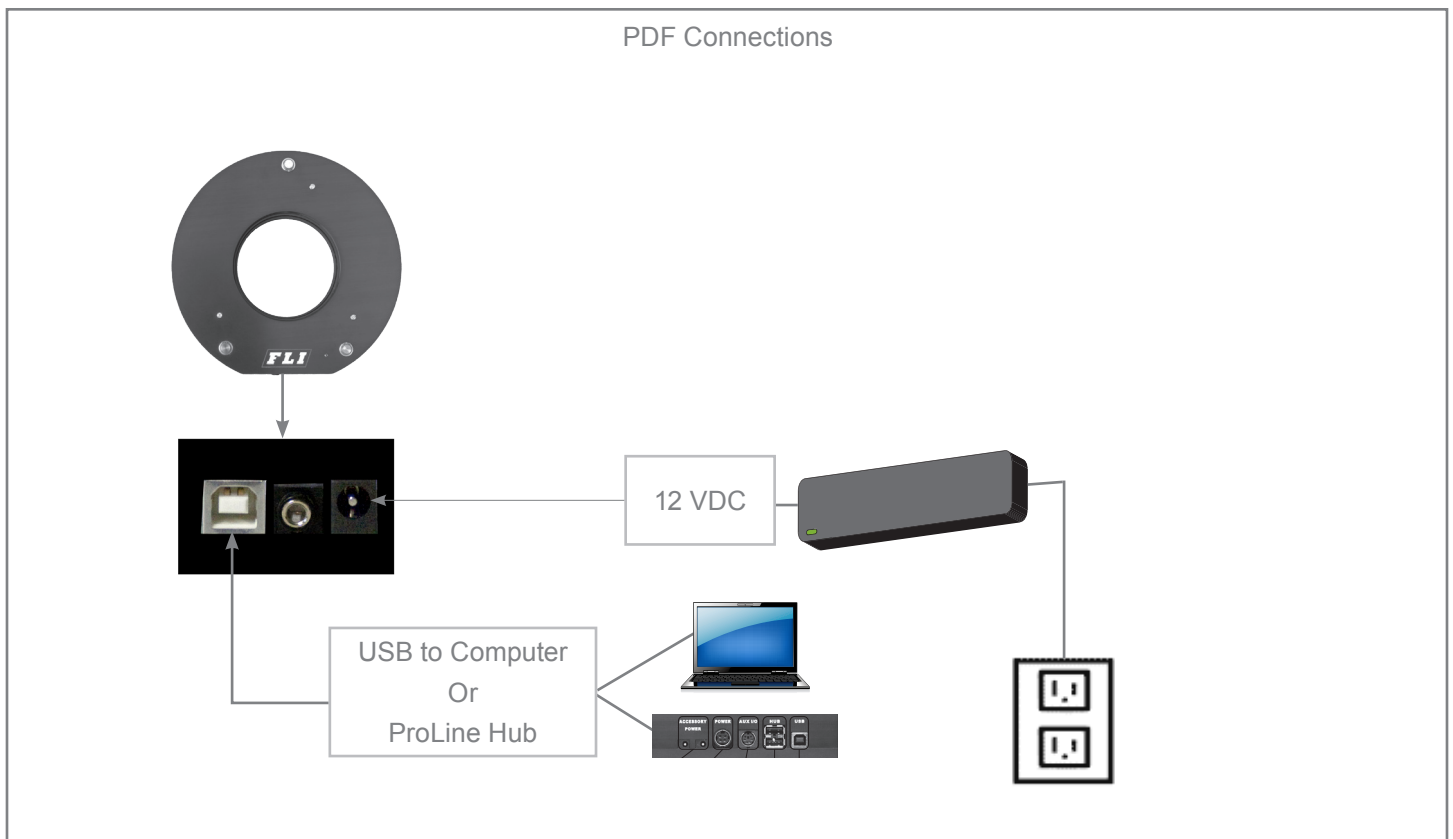 PDF Connections
FLI
12 VDC
USB to Computer
Or
ProLine Hub
ACCESSORY POWER AUX I/O HUB USB
POWER